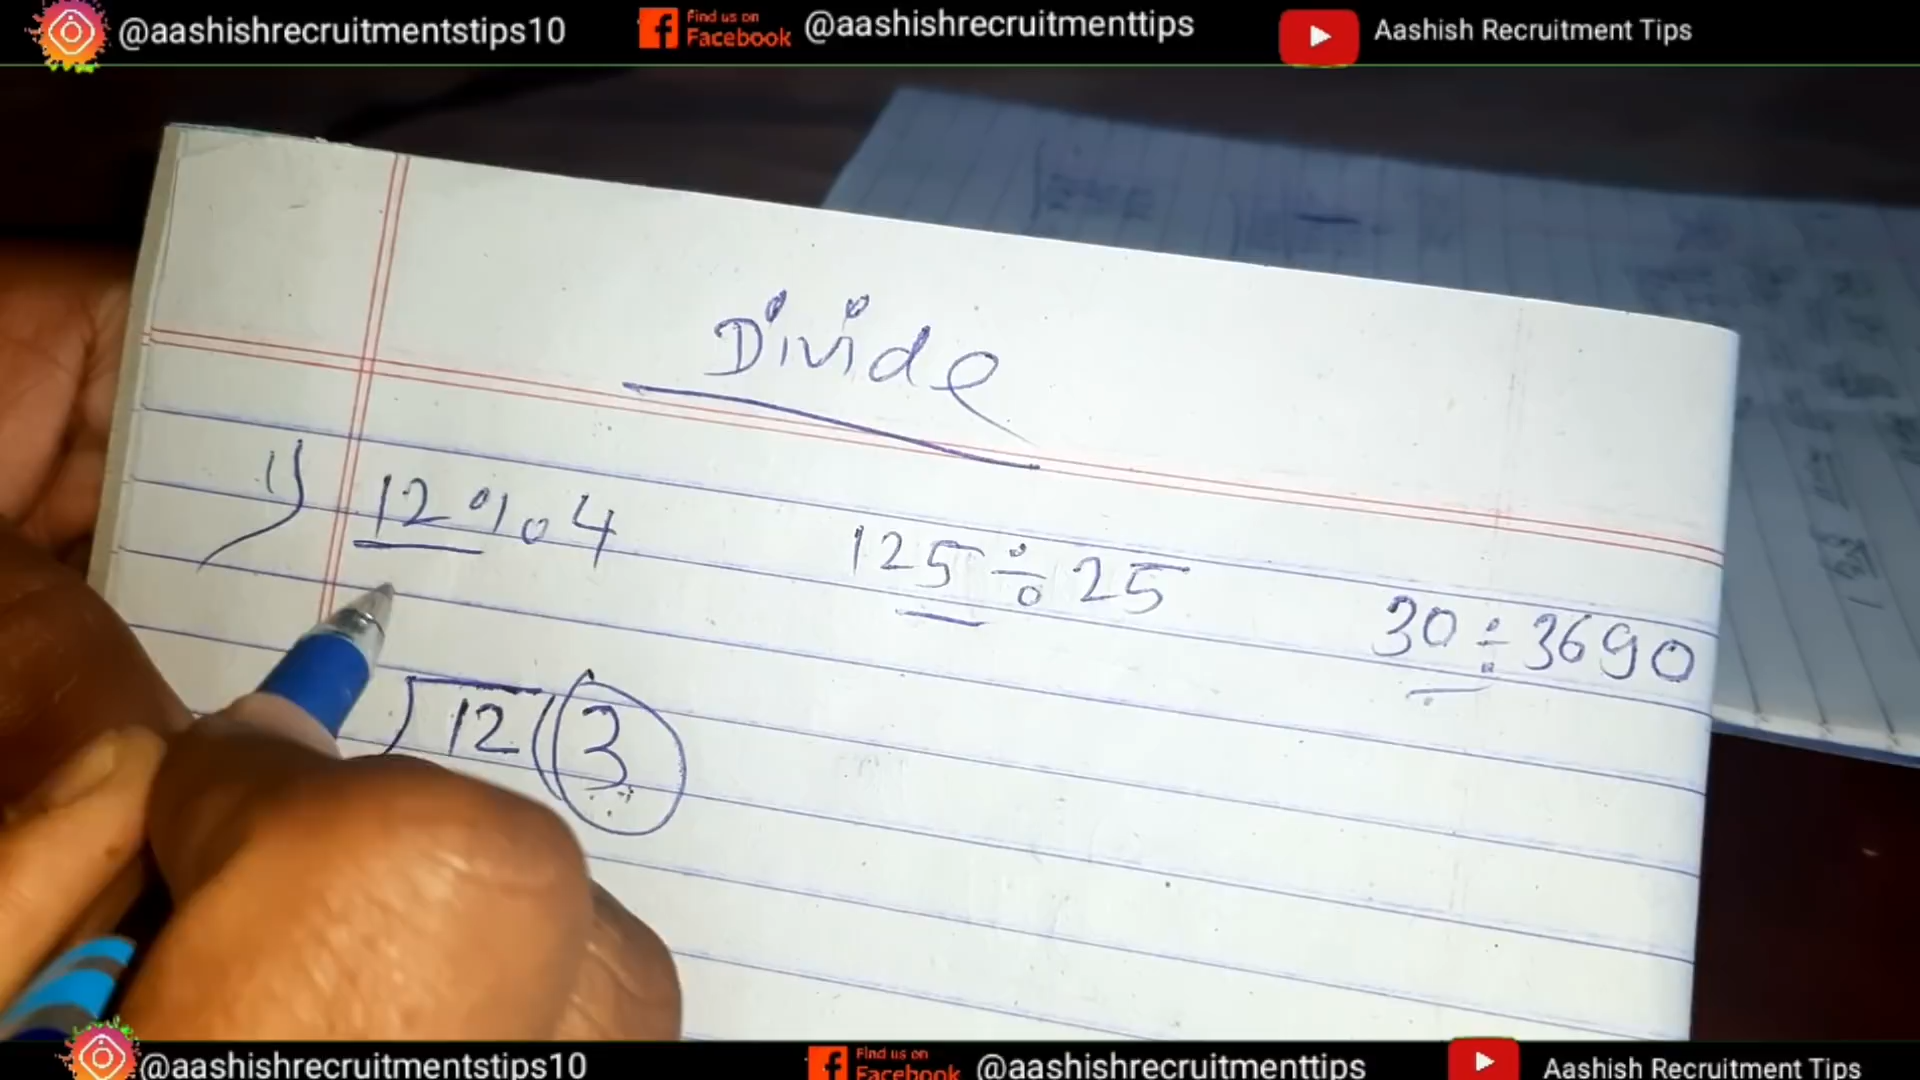 @aashishrecruitmentstips10 Find us on Facebook @aashishrecruitmenttips Aashish Recruitment Tips
Divide
1) 12 ÷ 4 125 ÷ 25 30 ÷ 3690
12 ( 3
@aashishrecruitmentstips10 Find us on Facebook @aashishrecruitmenttips Aashish Recruitment Tips